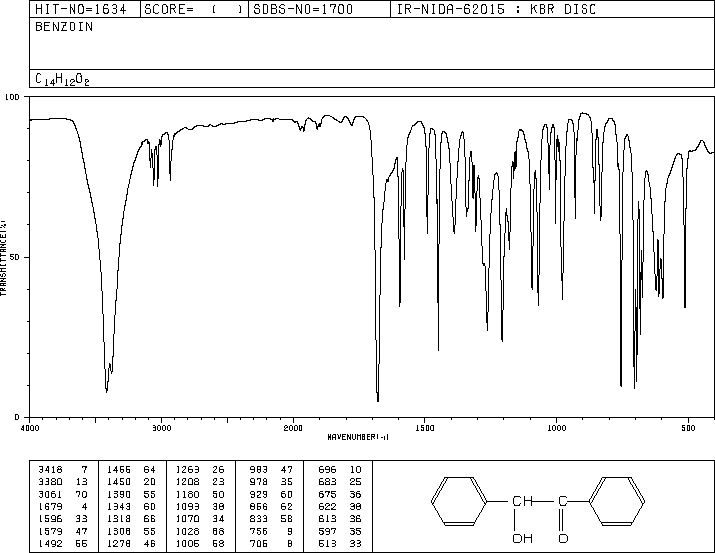 HIT-NO=1634 SCORE= ( ) SDBS-NO=1700 IR-NIDA-62015 : KBR DISC
BENZOIN
C14H12O2
100
50
0
TRANSMITTANCE(%)
4000 3000 2000 1500 1000 500
WAVENUMBER(-1)
3418 7 1466 64 1263 26 983 47 696 10
3380 13 1450 20 1208 23 978 35 683 25
3061 70 1390 55 1180 50 929 60 675 36
1679 4 1343 60 1093 38 856 62 622 38
1596 33 1318 66 1070 34 833 58 613 36
1579 47 1308 55 1028 68 756 9 597 35
1492 55 1278 46 1005 58 706 8 513 33
CH C
OH O